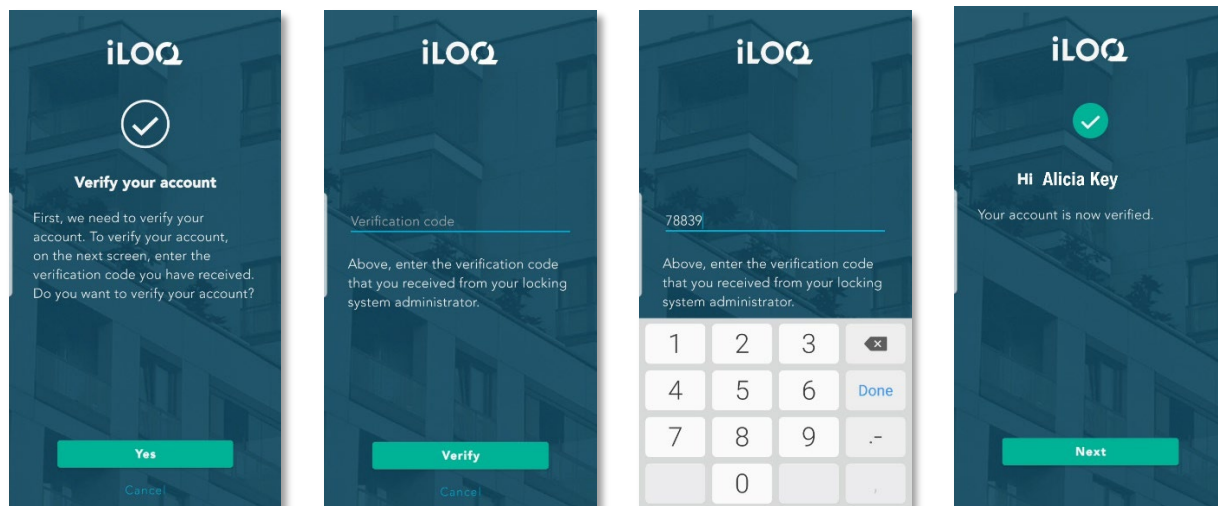 iLOQ
Verify your account
First, we need to verify your
account. To verify your account,
on the next screen, enter the
verification code you have received.
Do you want to verify your account?
Yes
Cancel
iLOQ
Verification code
Above, enter the verification code
that you received from your locking
system administrator.
Verify
Cancel
iLOQ
78839
Above, enter the verification code
that you received from your locking
system administrator.
1 2 3
4 5 6 Done
7 8 9 .-
0 ,
iLOQ
Hi Alicia Key
Your account is now verified.
Next